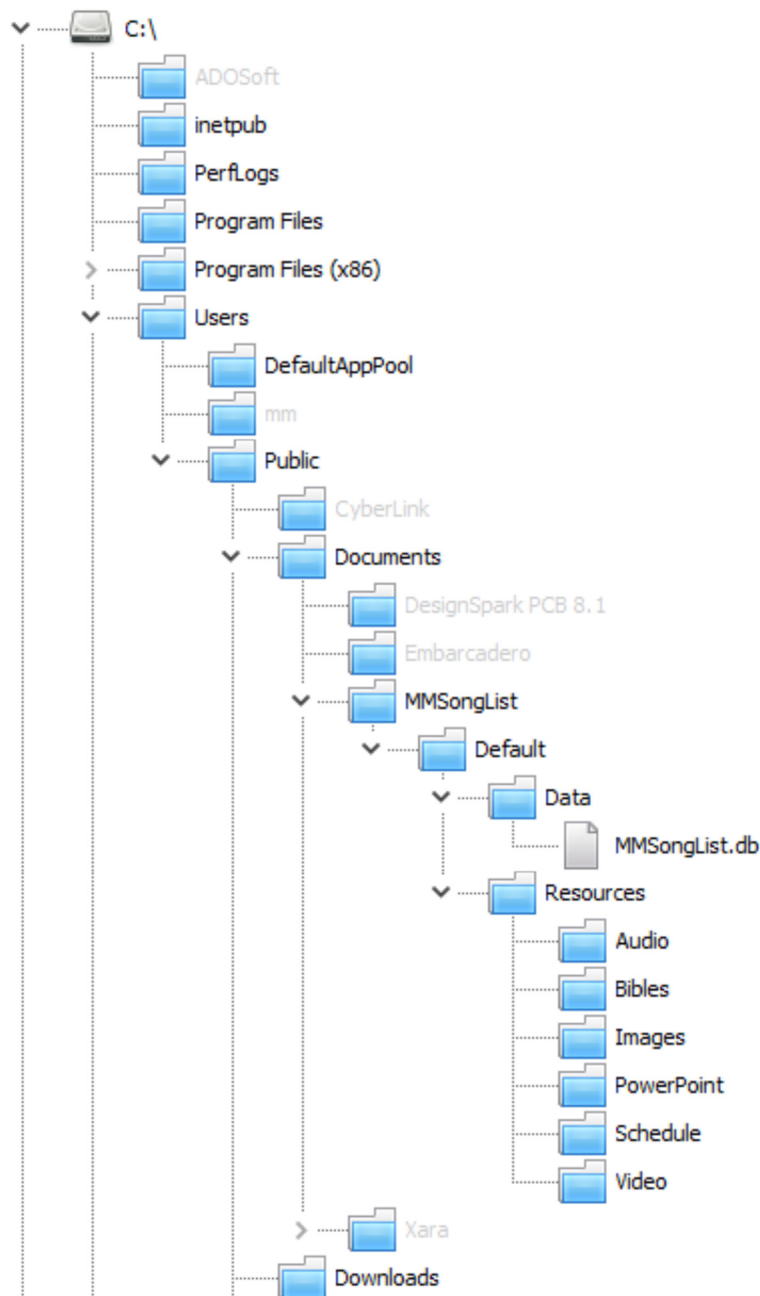 C:\
ADOSoft
inetpub
PerfLogs
Program Files
Program Files (x86)
Users
DefaultAppPool
mm
Public
CyberLink
Documents
DesignSpark PCB 8.1
Embarcadero
MMSongList
Default
Data
MMSongList.db
Resources
Audio
Bibles
Images
PowerPoint
Schedule
Video
Xara
Downloads